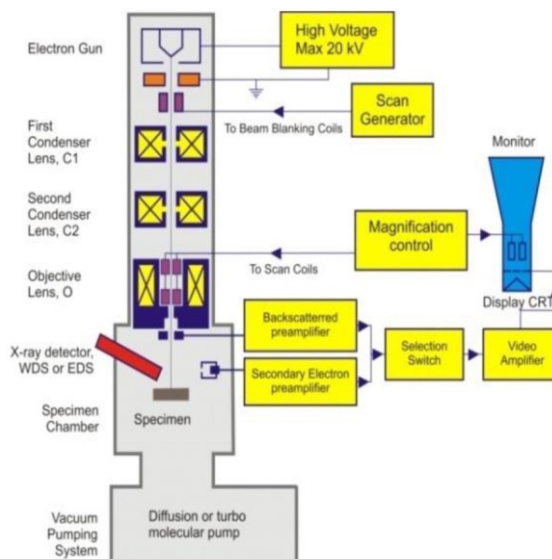 Electron Gun
High Voltage
Max 20 kV
Scan
Generator
To Beam Blanking Coils
First
Condenser
Lens, C1
Monitor
Second
Condenser
Lens, C2
Magnification
control
To Scan Coils
Objective
Lens, O
Display CRT
Backscatterred
preamplifier
X-ray detector,
WDS or EDS
Selection
Switch
Video
Amplifier
Secondary Electron
preamplifier
Specimen
Chamber
Specimen
Vacuum
Pumping
System
Diffusion or turbo
molecular pump